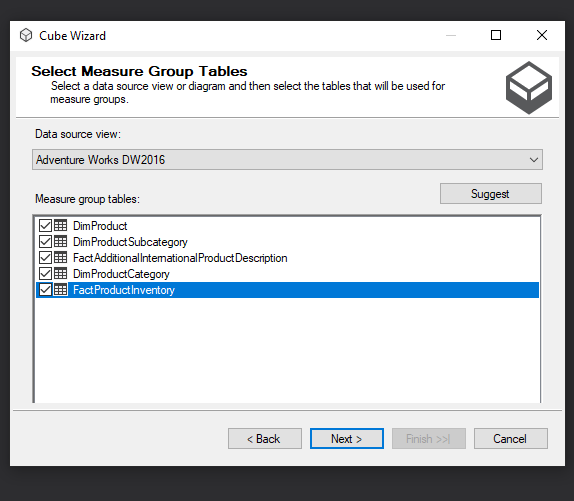 Cube Wizard
Select Measure Group Tables
Select a data source view or diagram and then select the tables that will be used for
measure groups.
Data source view:
Adventure Works DW2016
Measure group tables:
Suggest
DimProduct
DimProductSubcategory
FactAdditionalInternationalProductDescription
DimProductCategory
FactProductInventory
< Back
Next >
Finish >>|
Cancel